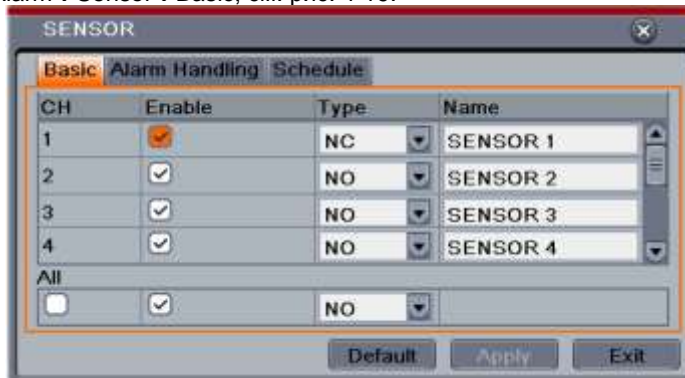 SENSOR
Basic Alarm Handling Schedule
CH Enable Type Name
1 NC SENSOR 1
2 NO SENSOR 2
3 NO SENSOR 3
4 NO SENSOR 4
All
NO
Default Apply Exit